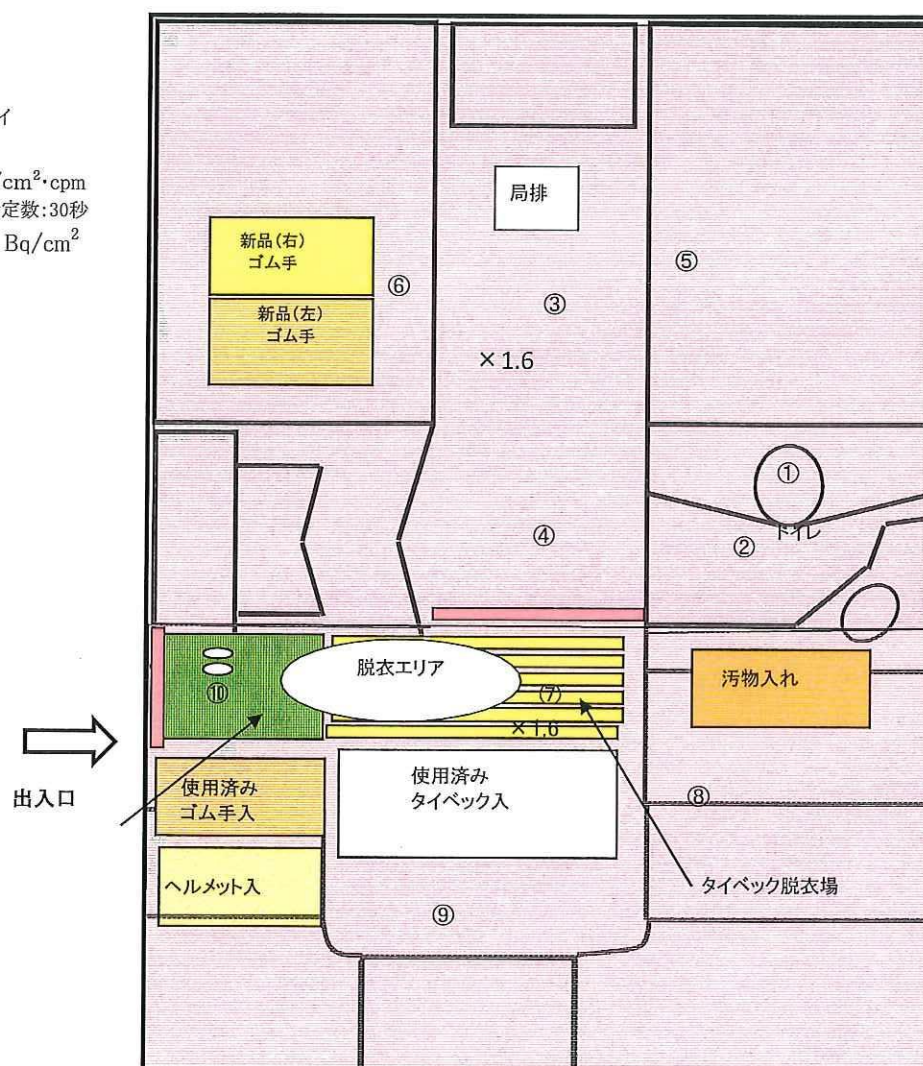 イ
/cm²・cpm
定数:30秒
Bq/cm²
局排
新品(右)
ゴム手
⑥
新品(左)
ゴム手
③
⑤
×1.6
①
トイレ
②
④
脱衣エリア
⑦
×1.6
⑩
汚物入れ
出入口
使用済み
ゴム手入
使用済み
タイベック入
⑧
ヘルメット入
タイベック脱衣場
⑨